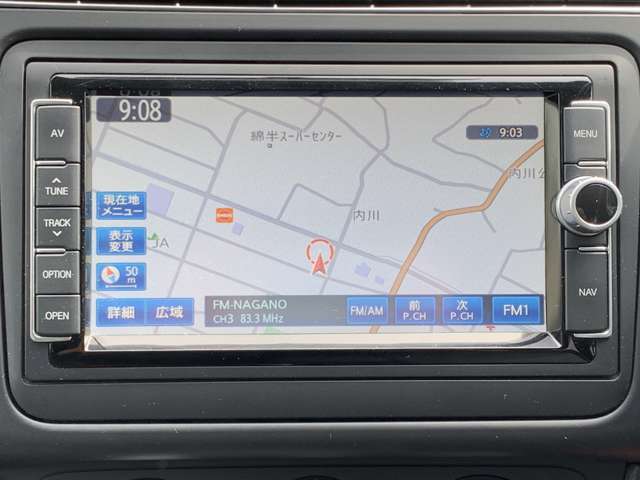 9:08
綿半スーパーセンター
9:03
内川公
内川
現在地
メニュー
表示
変更
JA
50
m
詳細
広域
FM-NAGANO
CH3 83.3 MHz
FM/AM
前
P.CH
次
P.CH
FM1
AV
TUNE
TRACK
OPTION
OPEN
MENU
NAV